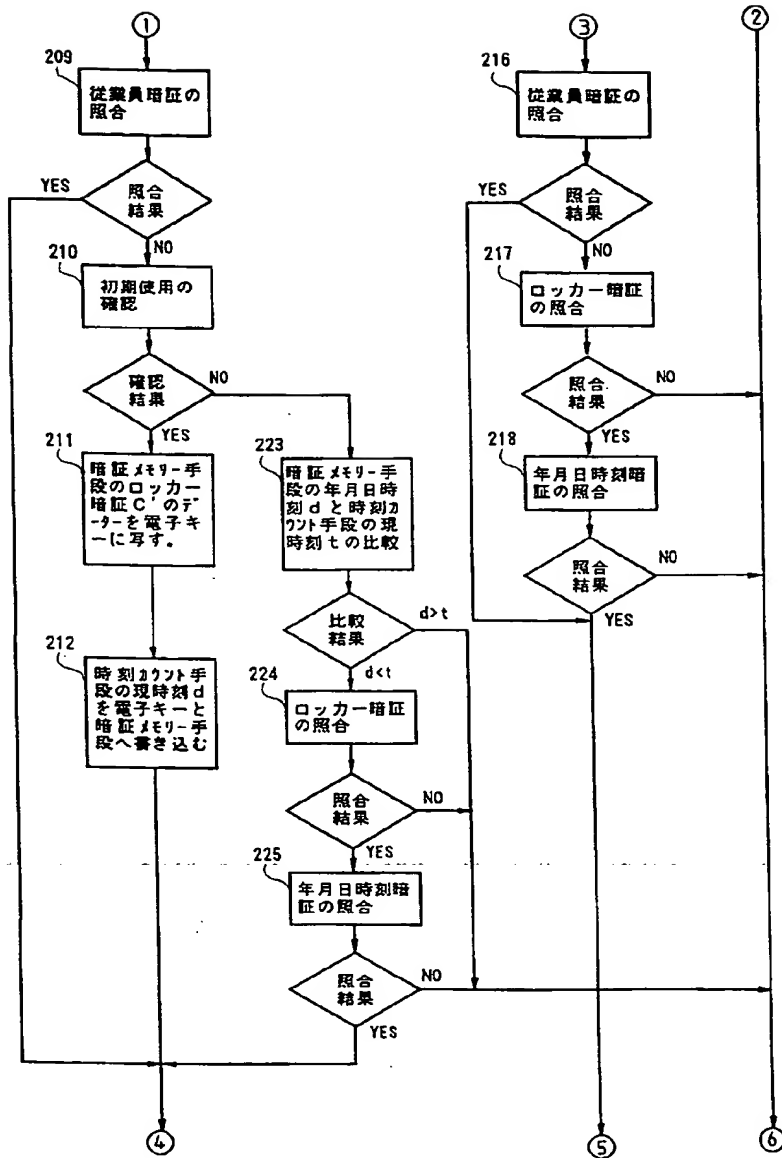 ①
209
従業員暗証の
照合
YES
照合
結果
NO
210
初期使用の
確認
確認
結果
NO
YES
211
暗証メモリー手
段のロッカー
暗証C'のデ
ーターを電子キ
ーに写す。
212
時刻カウント手
段の現時刻d
を電子キーと
暗証メモリー手
段へ書き込む
223
暗証メモリー手
段の年月日時
刻dと時刻カ
ウント手段の現
時刻tの比較
比較
結果
d>t
d<t
224
ロッカー暗証
の照合
照合
結果
NO
YES
225
年月日時刻暗
証の照合
照合
結果
NO
YES
④
③
216
従業員暗証の
照合
YES
照合
結果
NO
217
ロッカー暗証
の照合
照合
結果
NO
YES
218
年月日時刻暗
証の照合
照合
結果
NO
YES
⑤
②
⑥